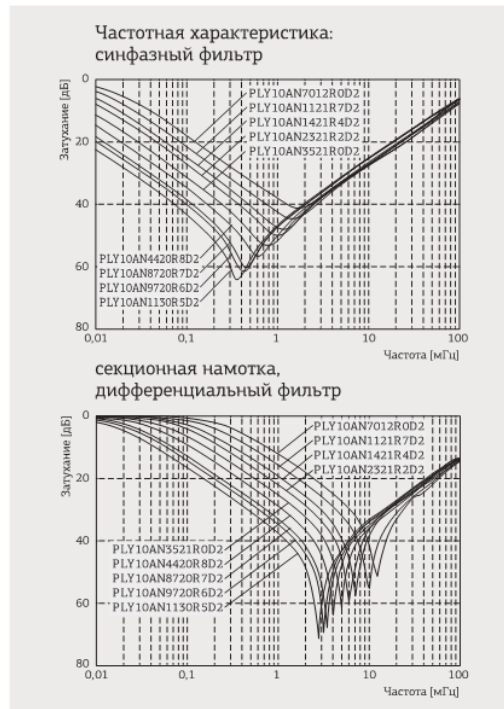 Частотная характеристика:
синфазный фильтр
Затухание [дБ]
0
20
40
60
80
PLY10AN7012R0D2
PLY10AN1121R7D2
PLY10AN1421R4D2
PLY10AN2321R2D2
PLY10AN3521R0D2
PLY10AN4420R8D2
PLY10AN8720R7D2
PLY10AN9720R6D2
PLY10AN1130R5D2
0,01 0,1 1 10 100
Частота [мГц]
секционная намотка,
дифференциальный фильтр
Затухание [дБ]
0
20
40
60
80
PLY10AN7012R0D2
PLY10AN1121R7D2
PLY10AN1421R4D2
PLY10AN2321R2D2
PLY10AN3521R0D2
PLY10AN4420R8D2
PLY10AN8720R7D2
PLY10AN9720R6D2
PLY10AN1130R5D2
0,01 0,1 1 10 100
Частота [мГц]